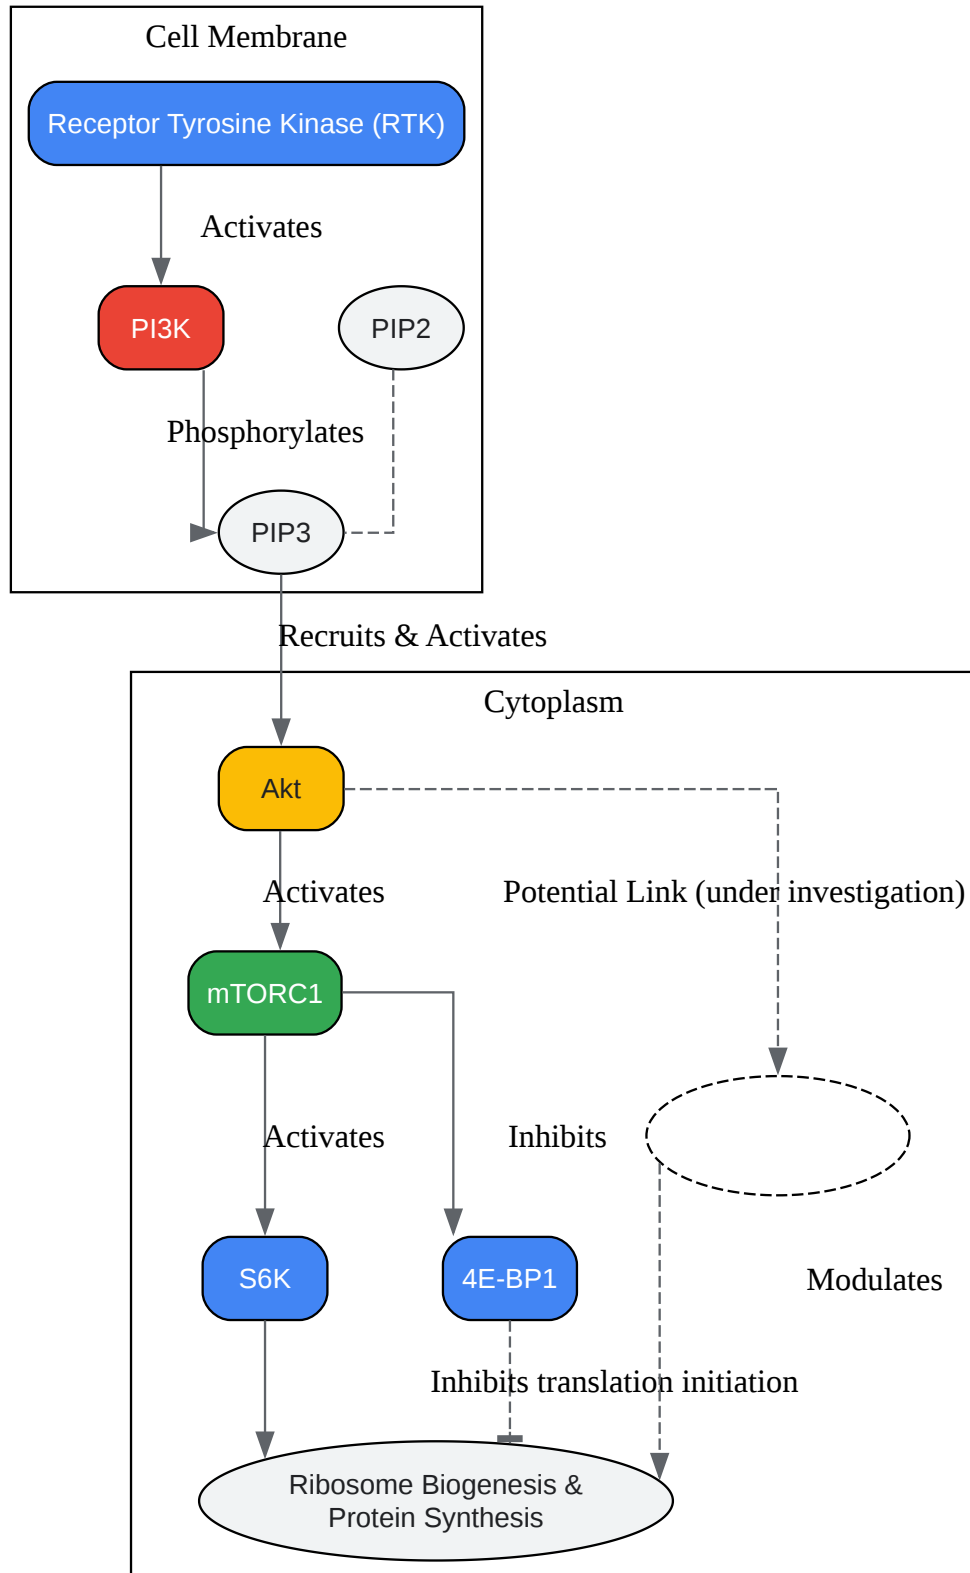 Cell Membrane
Receptor Tyrosine Kinase (RTK)
Activates
PI3K
PIP2
Phosphorylates
PIP3
Recruits & Activates
Cytoplasm
Akt
Activates
Potential Link (under investigation)
mTORC1
Activates
Inhibits
S6K
4E-BP1
Modulates
Inhibits translation initiation
Ribosome Biogenesis &
Protein Synthesis